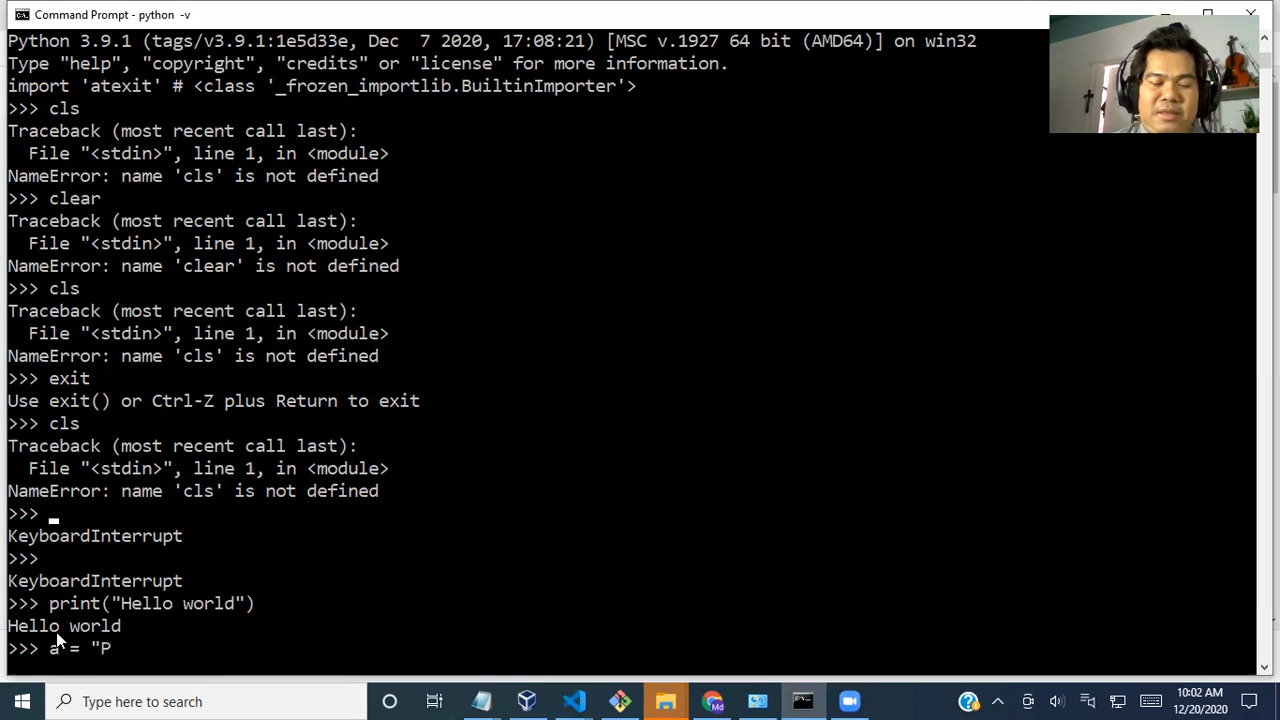 Command Prompt - python -v
Python 3.9.1 (tags/v3.9.1:1e5d33e, Dec  7 2020, 17:08:21) [MSC v.1927 64 bit (AMD64)] on win32
Type "help", "copyright", "credits" or "license" for more information.
import 'atexit' # <class '_frozen_importlib.BuiltinImporter'>
>>> cls
Traceback (most recent call last):
  File "<stdin>", line 1, in <module>
NameError: name 'cls' is not defined
>>> clear
Traceback (most recent call last):
  File "<stdin>", line 1, in <module>
NameError: name 'clear' is not defined
>>> cls
Traceback (most recent call last):
  File "<stdin>", line 1, in <module>
NameError: name 'cls' is not defined
>>> exit
Use exit() or Ctrl-Z plus Return to exit
>>> cls
Traceback (most recent call last):
  File "<stdin>", line 1, in <module>
NameError: name 'cls' is not defined
>>>
KeyboardInterrupt
>>>
KeyboardInterrupt
>>> print("Hello world")
Hello world
>>> a = "P
Type here to search
10:02 AM
12/20/2020